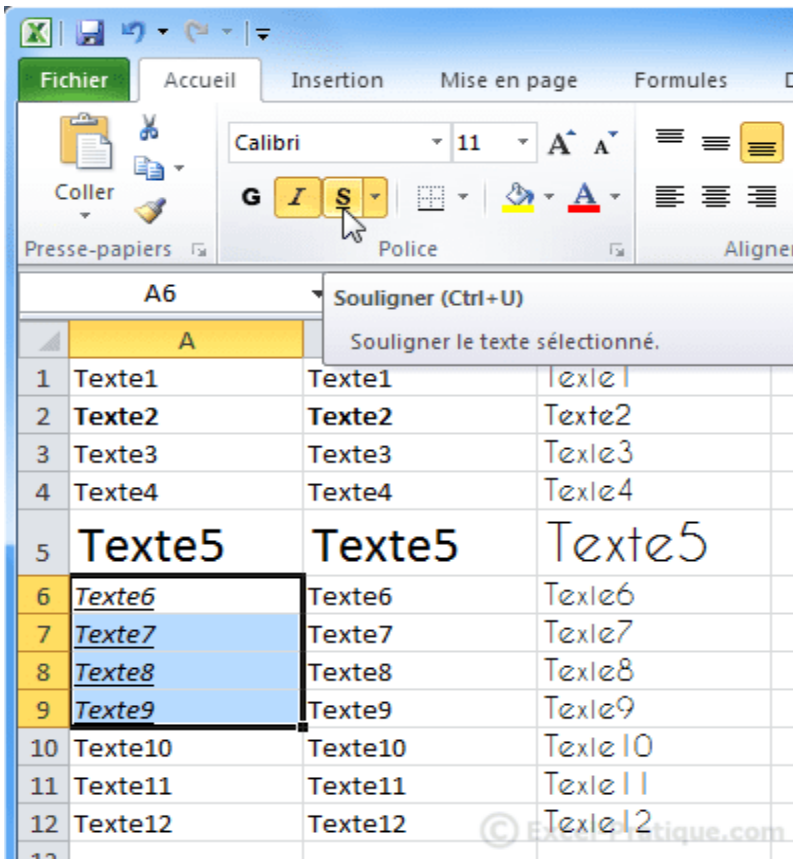 Fichier Accueil Insertion Mise en page Formules
Calibri 11 A A
Coller G I S A
Presse-papiers Police
A6
Souligner (Ctrl+U)
Souligner le texte sélectionné.
A
1 Texte1 Texte1 Texte1
2 Texte2 Texte2 Texte2
3 Texte3 Texte3 Texte3
4 Texte4 Texte4 Texte4
5 Texte5 Texte5 Texte5
6 Texte6 Texte6 Texte6
7 Texte7 Texte7 Texte7
8 Texte8 Texte8 Texte8
9 Texte9 Texte9 Texte9
10 Texte10 Texte10 Texte10
11 Texte11 Texte11 Texte11
12 Texte12 Texte12 Texte12
© Excel-Pratique.com